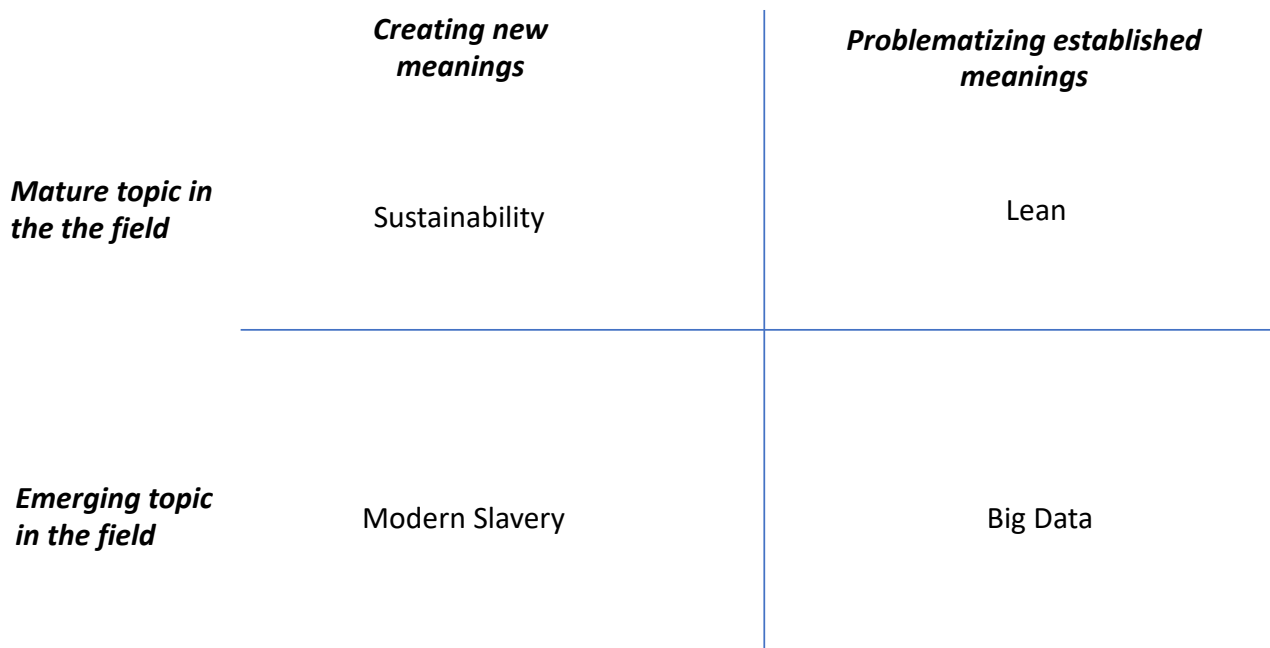 Creating new
meanings
Problematizing established
meanings
Mature topic in
the the field
Sustainability
Lean
Emerging topic
in the field
Modern Slavery
Big Data